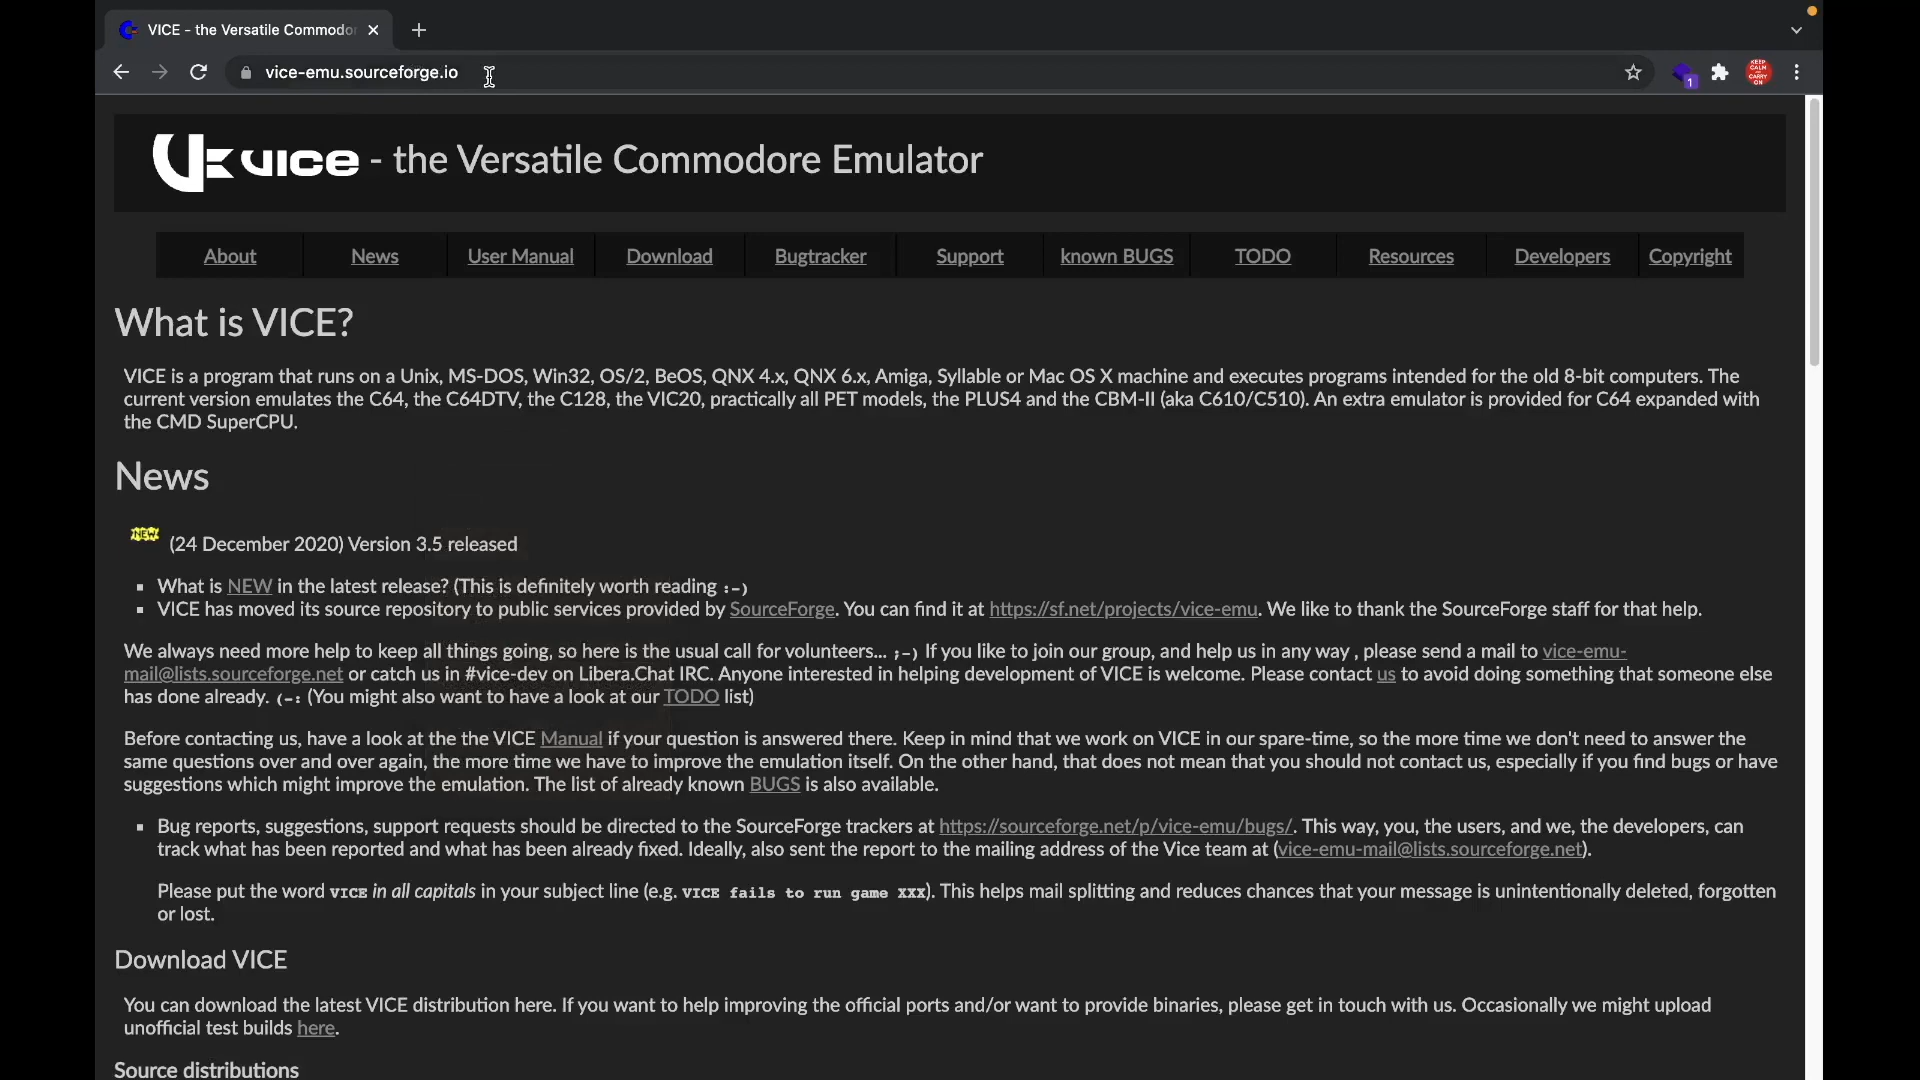 VICE - the Versatile Commodor
vice-emu.sourceforge.io
1
KEEP CALM AND CARRY ON
VICE - the Versatile Commodore Emulator
About News User Manual Download Bugtracker Support known BUGS TODO Resources Developers Copyright
What is VICE?
VICE is a program that runs on a Unix, MS-DOS, Win32, OS/2, BeOS, QNX 4.x, QNX 6.x, Amiga, Syllable or Mac OS X machine and executes programs intended for the old 8-bit computers. The
current version emulates the C64, the C64DTV, the C128, the VIC20, practically all PET models, the PLUS4 and the CBM-II (aka C610/C510). An extra emulator is provided for C64 expanded with
the CMD SuperCPU.
News
NEW (24 December 2020) Version 3.5 released
▪ What is NEW in the latest release? (This is definitely worth reading :-)
▪ VICE has moved its source repository to public services provided by SourceForge. You can find it at https://sf.net/projects/vice-emu. We like to thank the SourceForge staff for that help.
We always need more help to keep all things going, so here is the usual call for volunteers... ;-) If you like to join our group, and help us in any way , please send a mail to vice-emu-
mail@lists.sourceforge.net or catch us in #vice-dev on Libera.Chat IRC. Anyone interested in helping development of VICE is welcome. Please contact us to avoid doing something that someone else
has done already. (-: (You might also want to have a look at our TODO list)
Before contacting us, have a look at the the VICE Manual if your question is answered there. Keep in mind that we work on VICE in our spare-time, so the more time we don't need to answer the
same questions over and over again, the more time we have to improve the emulation itself. On the other hand, that does not mean that you should not contact us, especially if you find bugs or have
suggestions which might improve the emulation. The list of already known BUGS is also available.
▪ Bug reports, suggestions, support requests should be directed to the SourceForge trackers at https://sourceforge.net/p/vice-emu/bugs/. This way, you, the users, and we, the developers, can
track what has been reported and what has been already fixed. Ideally, also sent the report to the mailing address of the Vice team at (vice-emu-mail@lists.sourceforge.net).
Please put the word VICE in all capitals in your subject line (e.g. VICE fails to run game XXX). This helps mail splitting and reduces chances that your message is unintentionally deleted, forgotten
or lost.
Download VICE
You can download the latest VICE distribution here. If you want to help improving the official ports and/or want to provide binaries, please get in touch with us. Occasionally we might upload
unofficial test builds here.
Source distributions